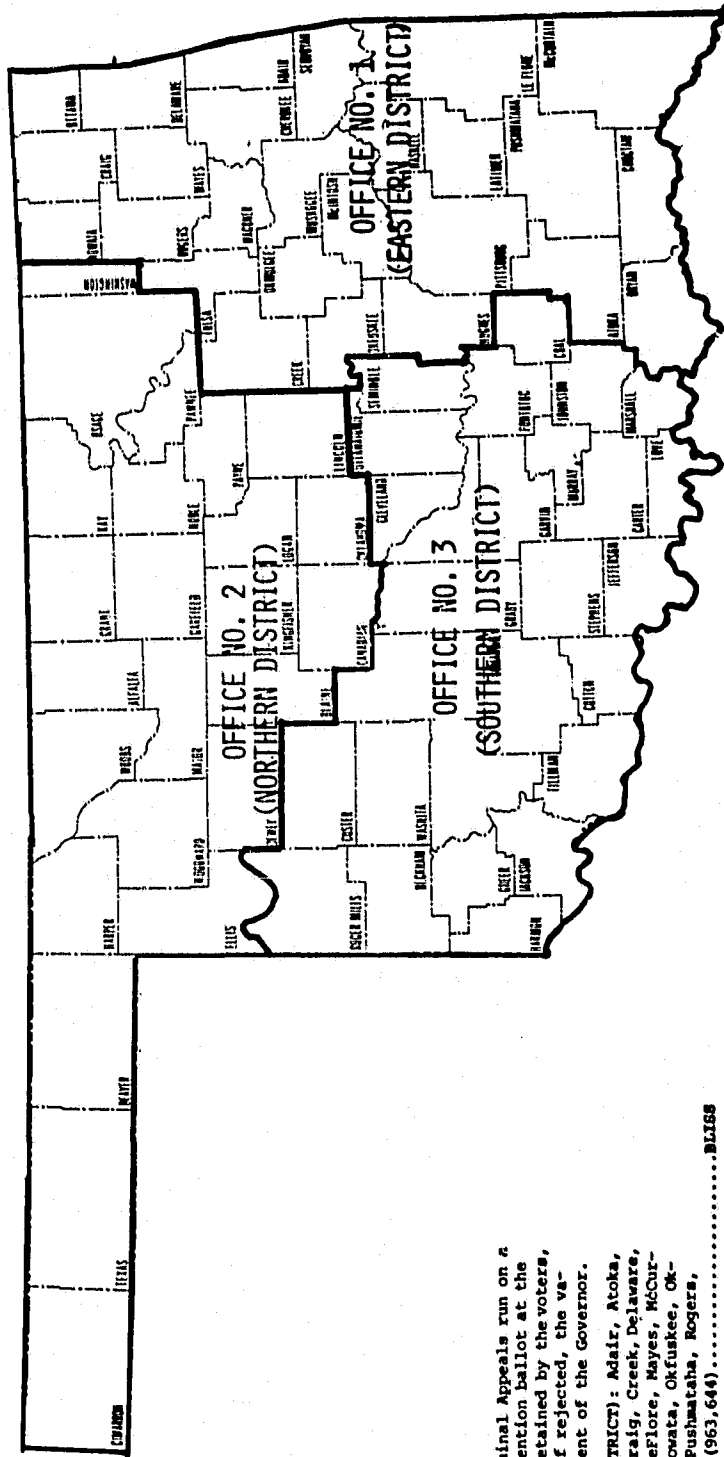 CIMARRON
TEXAS
BEAVER
HARPER
ELLIS
WOODWARD
WOODS
MAJOR
ALFALFA
GRANT
GARFIELD
KAY
NOBLE
OSAGE
PAWNEE
PAYNE
LOGAN
KINGFISHER
LINCOLN
OKLAHOMA
CANADIAN
BLAINE
DEWEY
OFFICE NO. 2
(NORTHERN DISTRICT)
WASHINGTON
NOWATA
CRAIG
OTTAWA
DELAWARE
MAYES
ROGERS
TULSA
WAGONER
CHEROKEE
ADAIR
SEQUOYAH
CREEK
OKMULGEE
MUSKOGEE
McINTOSH
OKFUSKEE
HASKELL
HUGHES
PITTSBURG
LATIMER
LE FLORE
PUSHMATAHA
McCURTAIN
ATOKA
BRYAN
CHOCTAW
OFFICE NO. 1
(EASTERN DISTRICT)
ROGER MILLS
CUSTER
BECKHAM
WASHITA
GREER
JACKSON
HARMON
TILLMAN
COTTON
GRADY
STEPHENS
JEFFERSON
CLEVELAND
POTTAWATOMIE
SEMINOLE
PONTOTOC
COAL
GARVIN
MURRAY
JOHNSTON
CARTER
MARSHALL
LOVE
OFFICE NO. 3
(SOUTHERN DISTRICT)
inal Appeals run on a
ention ballot at the
etained by the voters,
f rejected, the va-
ent of the Governor.
TRICT): Adair, Atoka,
raig, Creek, Delaware,
eFlore, Mayes, McCur-
owata, Okfuskee, Ok-
Pushmataha, Rogers,
(963,644)......................BLISS